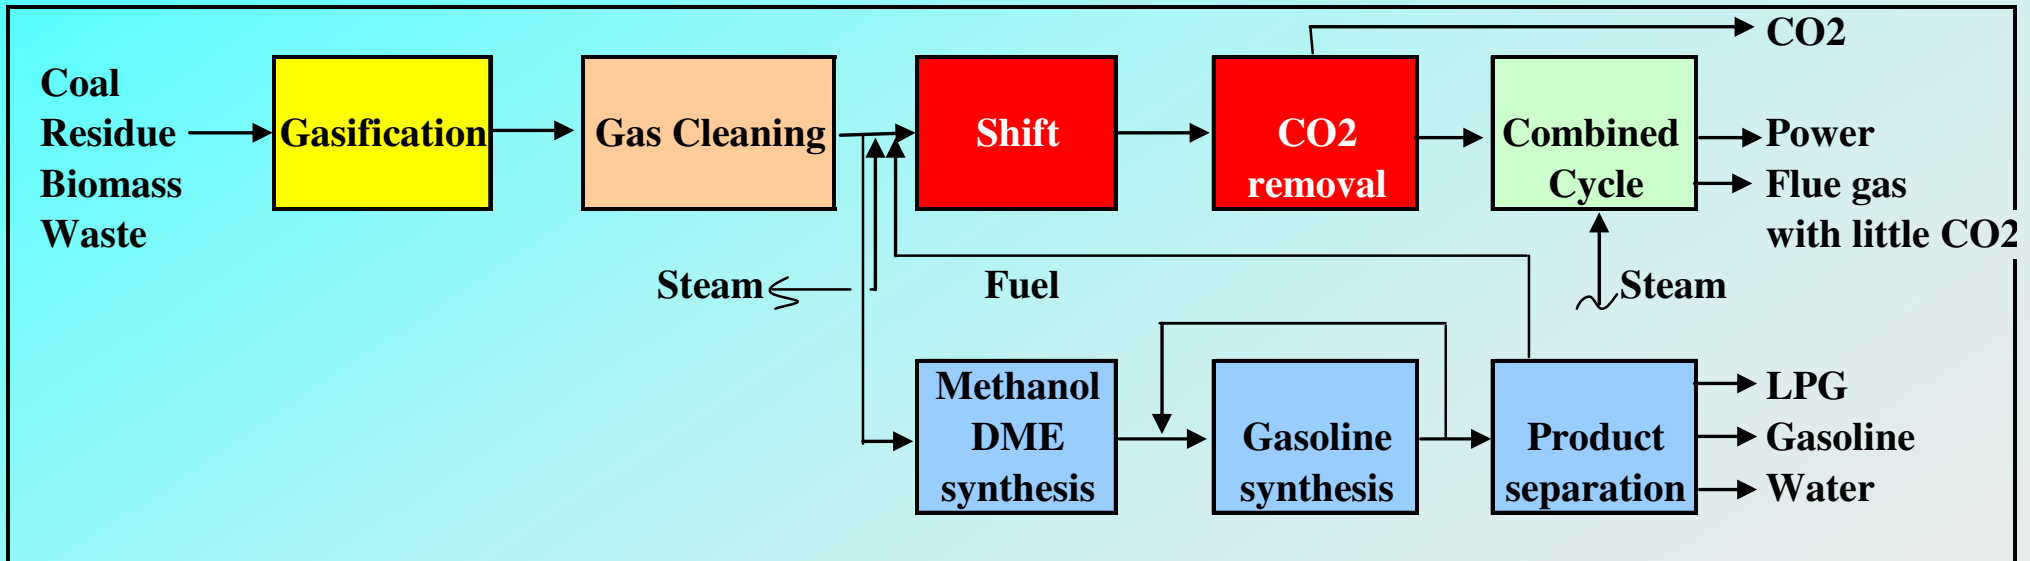 Coal
Residue
Biomass
Waste
Gasification
Gas Cleaning
Shift
CO2
removal
Combined
Cycle
CO2
Power
Flue gas
with little CO2
Steam
Fuel
Steam
Methanol
DME
synthesis
Gasoline
synthesis
Product
separation
LPG
Gasoline
Water